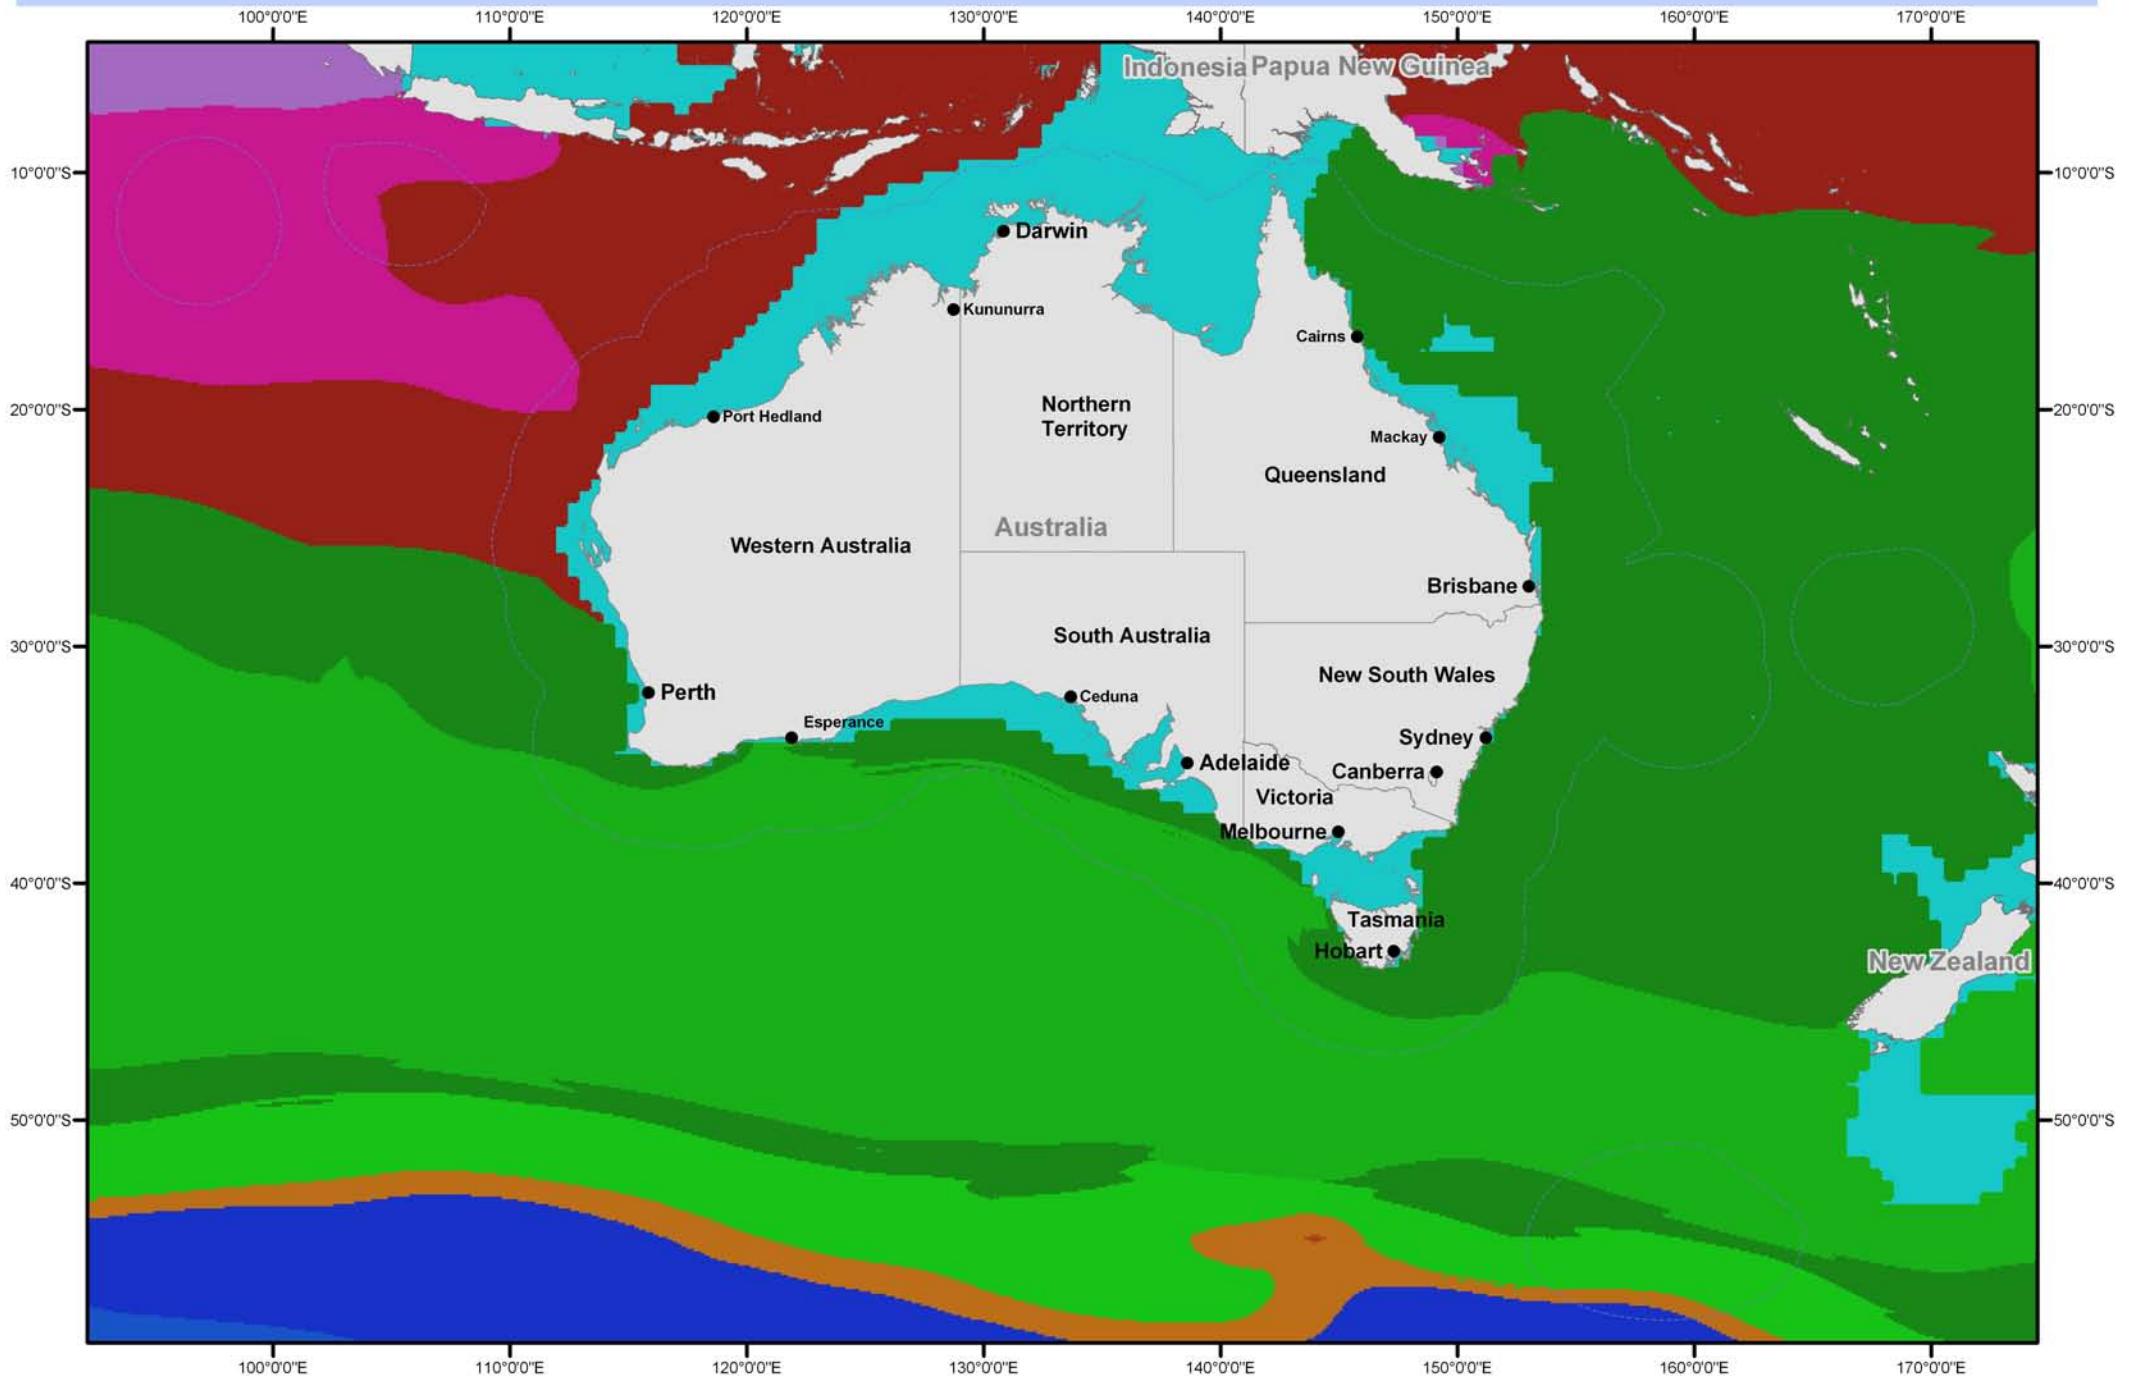 100°0'0"E 110°0'0"E 120°0'0"E 130°0'0"E 140°0'0"E 150°0'0"E 160°0'0"E 170°0'0"E
Indonesia Papua New Guinea
10°0'0"S 10°0'0"S
Darwin
Kununurra
Cairns
Northern
Territory
20°0'0"S 20°0'0"S
Port Hedland
Mackay
Queensland
Australia
Western Australia
Brisbane
South Australia
30°0'0"S 30°0'0"S
New South Wales
Perth
Ceduna
Esperance
Sydney
Adelaide
Canberra
Victoria
Melbourne
40°0'0"S 40°0'0"S
Tasmania
Hobart
New Zealand
50°0'0"S 50°0'0"S
100°0'0"E 110°0'0"E 120°0'0"E 130°0'0"E 140°0'0"E 150°0'0"E 160°0'0"E 170°0'0"E